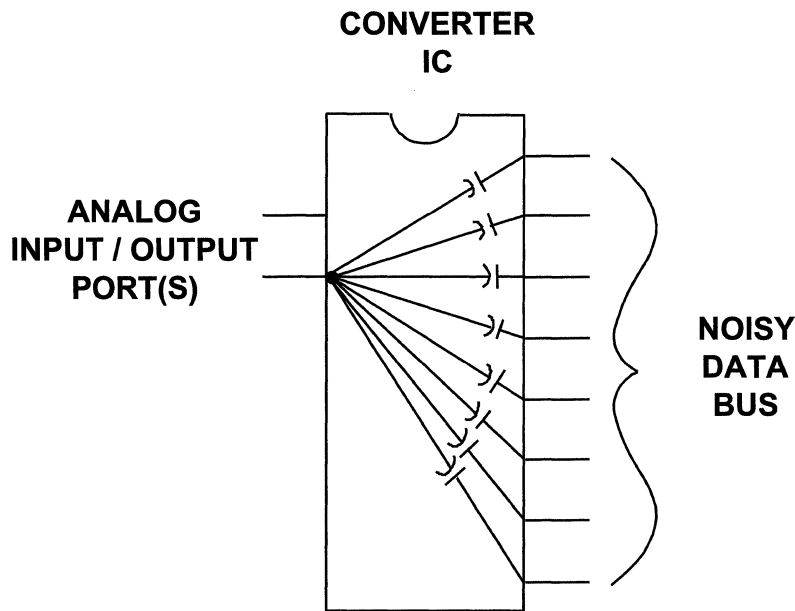 CONVERTER
IC
ANALOG
INPUT / OUTPUT
PORT(S)
NOISY
DATA
BUS